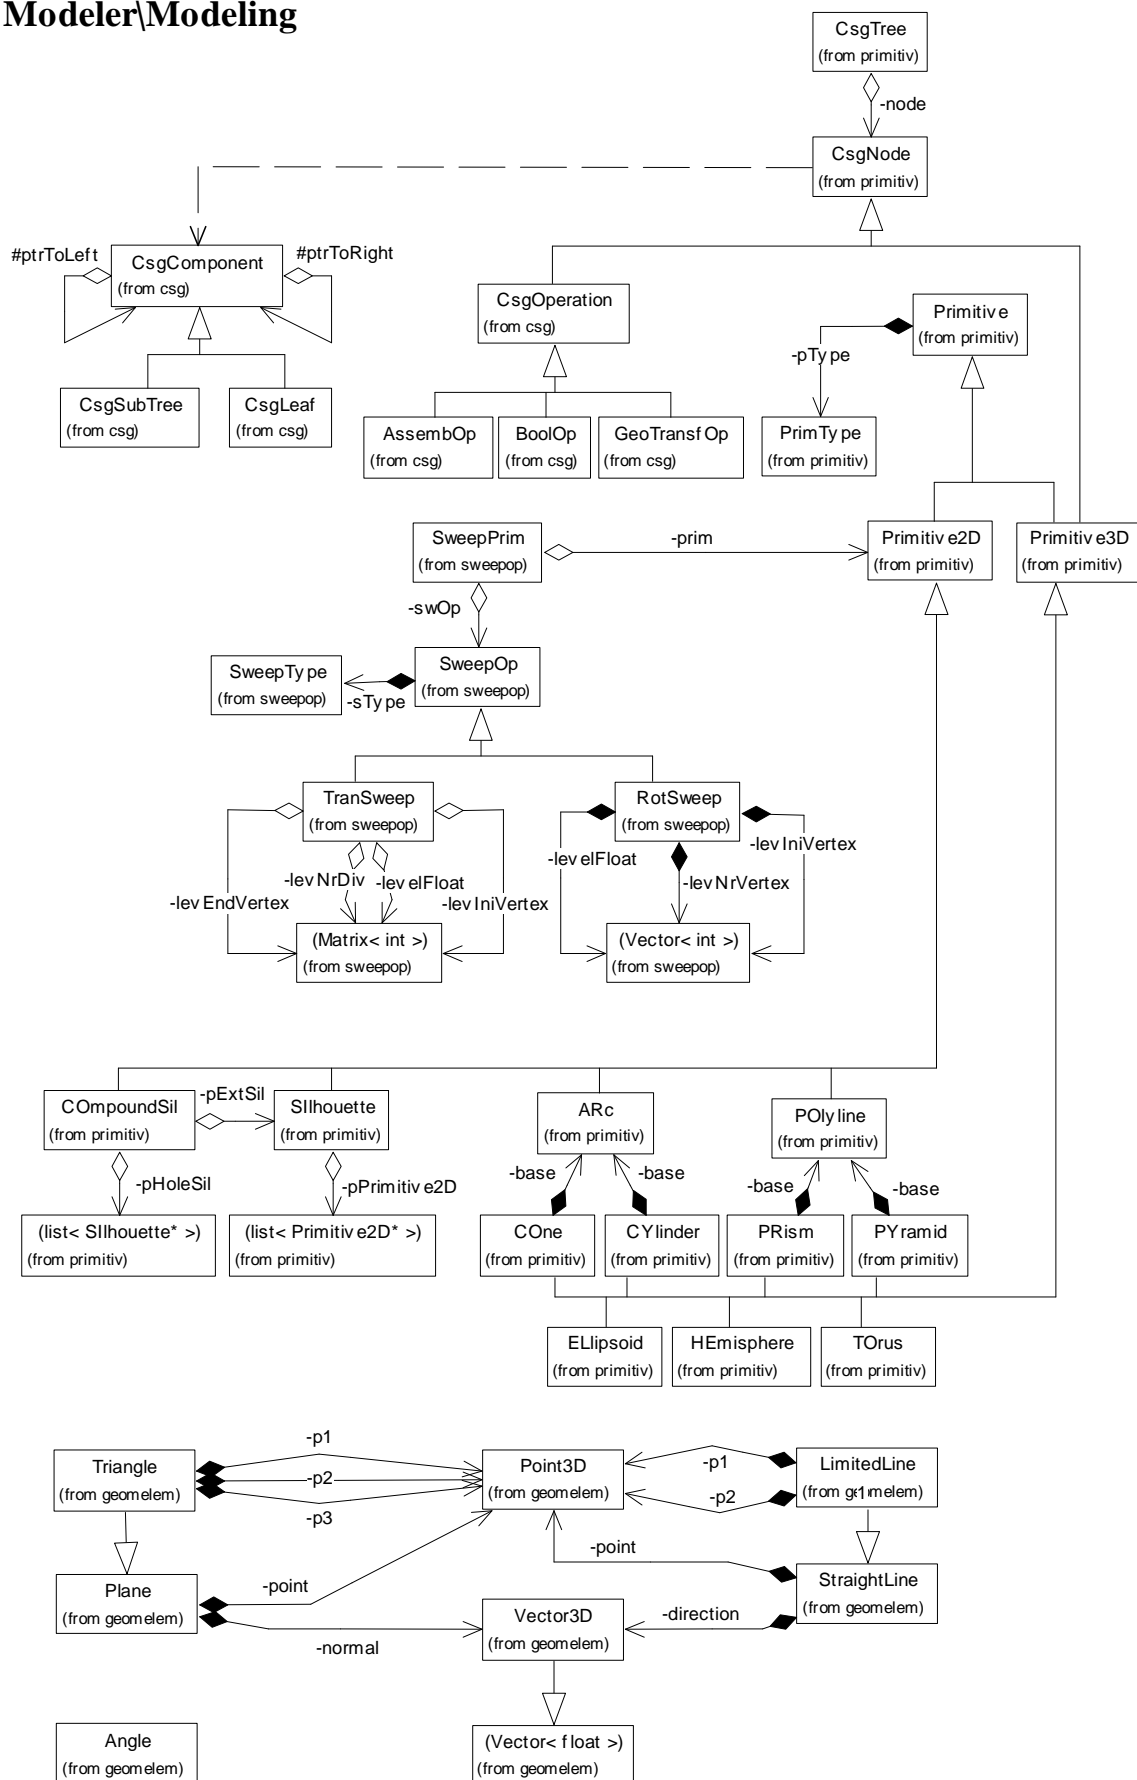 Modeler\Modeling
CsgTree
(from primitiv)
-node
CsgNode
(from primitiv)
#ptrToLeft
#ptrToRight
CsgComponent
(from csg)
CsgOperation
(from csg)
Primitive
(from primitiv)
-pType
CsgSubTree
(from csg)
CsgLeaf
(from csg)
AssembOp
(from csg)
BoolOp
(from csg)
GeoTransfOp
(from csg)
PrimType
(from primitiv)
SweepPrim
(from sweepop)
-prim
Primitive2D
(from primitiv)
Primitive3D
(from primitiv)
-swOp
SweepType
(from sweepop)
-sType
SweepOp
(from sweepop)
TranSweep
(from sweepop)
RotSweep
(from sweepop)
-levEndVertex
-levNrDiv
-levelFloat
-levIniVertex
-levelFloat
-levNrVertex
-levIniVertex
(Matrix< int >)
(from sweepop)
(Vector< int >)
(from sweepop)
COmpoundSil
(from primitiv)
-pExtSil
SIlhouette
(from primitiv)
ARc
(from primitiv)
POlyline
(from primitiv)
-pHoleSil
-pPrimitive2D
-base
-base
-base
-base
(list< SIlhouette* >)
(from primitiv)
(list< Primitive2D* >)
(from primitiv)
COne
(from primitiv)
CYlinder
(from primitiv)
PRism
(from primitiv)
PYramid
(from primitiv)
ELlipsoid
(from primitiv)
HEmisphere
(from primitiv)
TOrus
(from primitiv)
Triangle
(from geomelem)
-p1
-p2
-p3
Point3D
(from geomelem)
-p1
-p2
LimitedLine
(from geomelem)
-1
-point
-point
Plane
(from geomelem)
-normal
Vector3D
(from geomelem)
-direction
StraightLine
(from geomelem)
Angle
(from geomelem)
(Vector< float >)
(from geomelem)